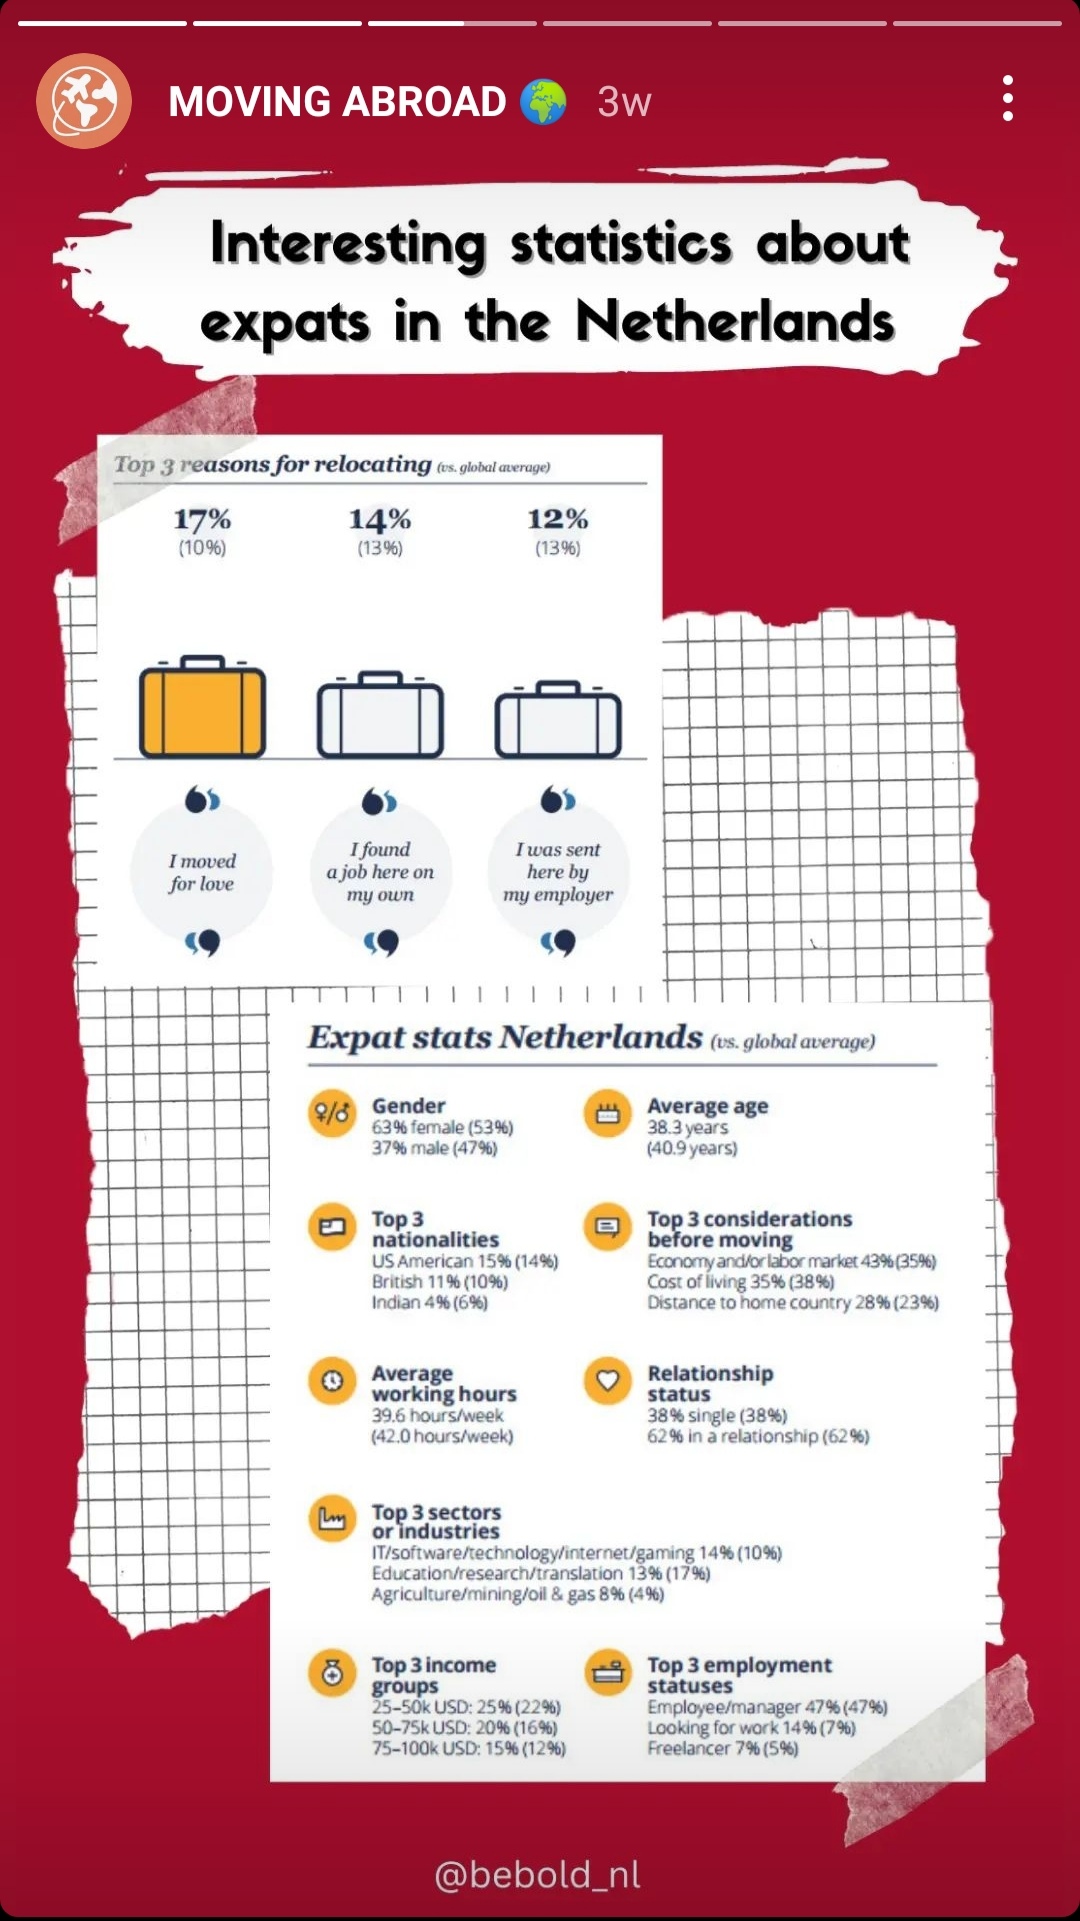 MOVING ABROAD 🌍 3w
Interesting statistics about
expats in the Netherlands
Top 3 reasons for relocating (vs. global average)
17%
(10%)
14%
(13%)
12%
(13%)
I moved
for love
I found
a job here on
my own
I was sent
here by
my employer
Expat stats Netherlands (vs. global average)
Gender
63% female (53%)
37% male (47%)
Average age
38.3 years
(40.9 years)
Top 3
nationalities
US American 15% (14%)
British 11% (10%)
Indian 4% (6%)
Top 3 considerations
before moving
Economy and/or labor market 43% (35%)
Cost of living 35% (38%)
Distance to home country 28% (23%)
Average
working hours
39.6 hours/week
(42.0 hours/week)
Relationship
status
38% single (38%)
62% in a relationship (62%)
Top 3 sectors
or industries
IT/software/technology/internet/gaming 14% (10%)
Education/research/translation 13% (17%)
Agriculture/mining/oil & gas 8% (4%)
Top 3 income
groups
25–50k USD: 25% (22%)
50–75k USD: 20% (16%)
75–100k USD: 15% (12%)
Top 3 employment
statuses
Employee/manager 47% (47%)
Looking for work 14% (7%)
Freelancer 7% (5%)
@bebold_nl